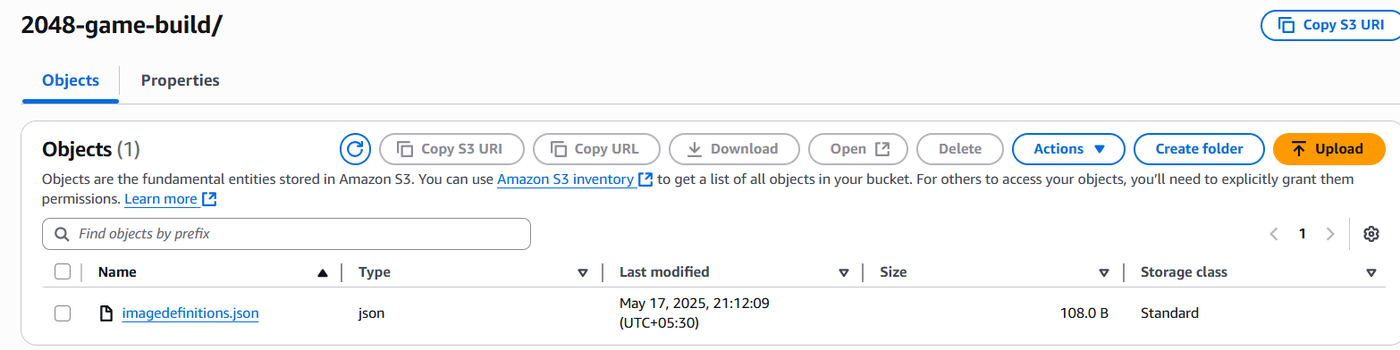 2048-game-build/
Copy S3 URI
Objects
Properties
Objects (1)
Copy S3 URI
Copy URL
Download
Open
Delete
Actions
Create folder
Upload
Objects are the fundamental entities stored in Amazon S3. You can use Amazon S3 inventory to get a list of all objects in your bucket. For others to access your objects, you’ll need to explicitly grant them
permissions. Learn more
Find objects by prefix
1
Name
Type
Last modified
Size
Storage class
imagedefinitions.json
json
May 17, 2025, 21:12:09
(UTC+05:30)
108.0 B
Standard